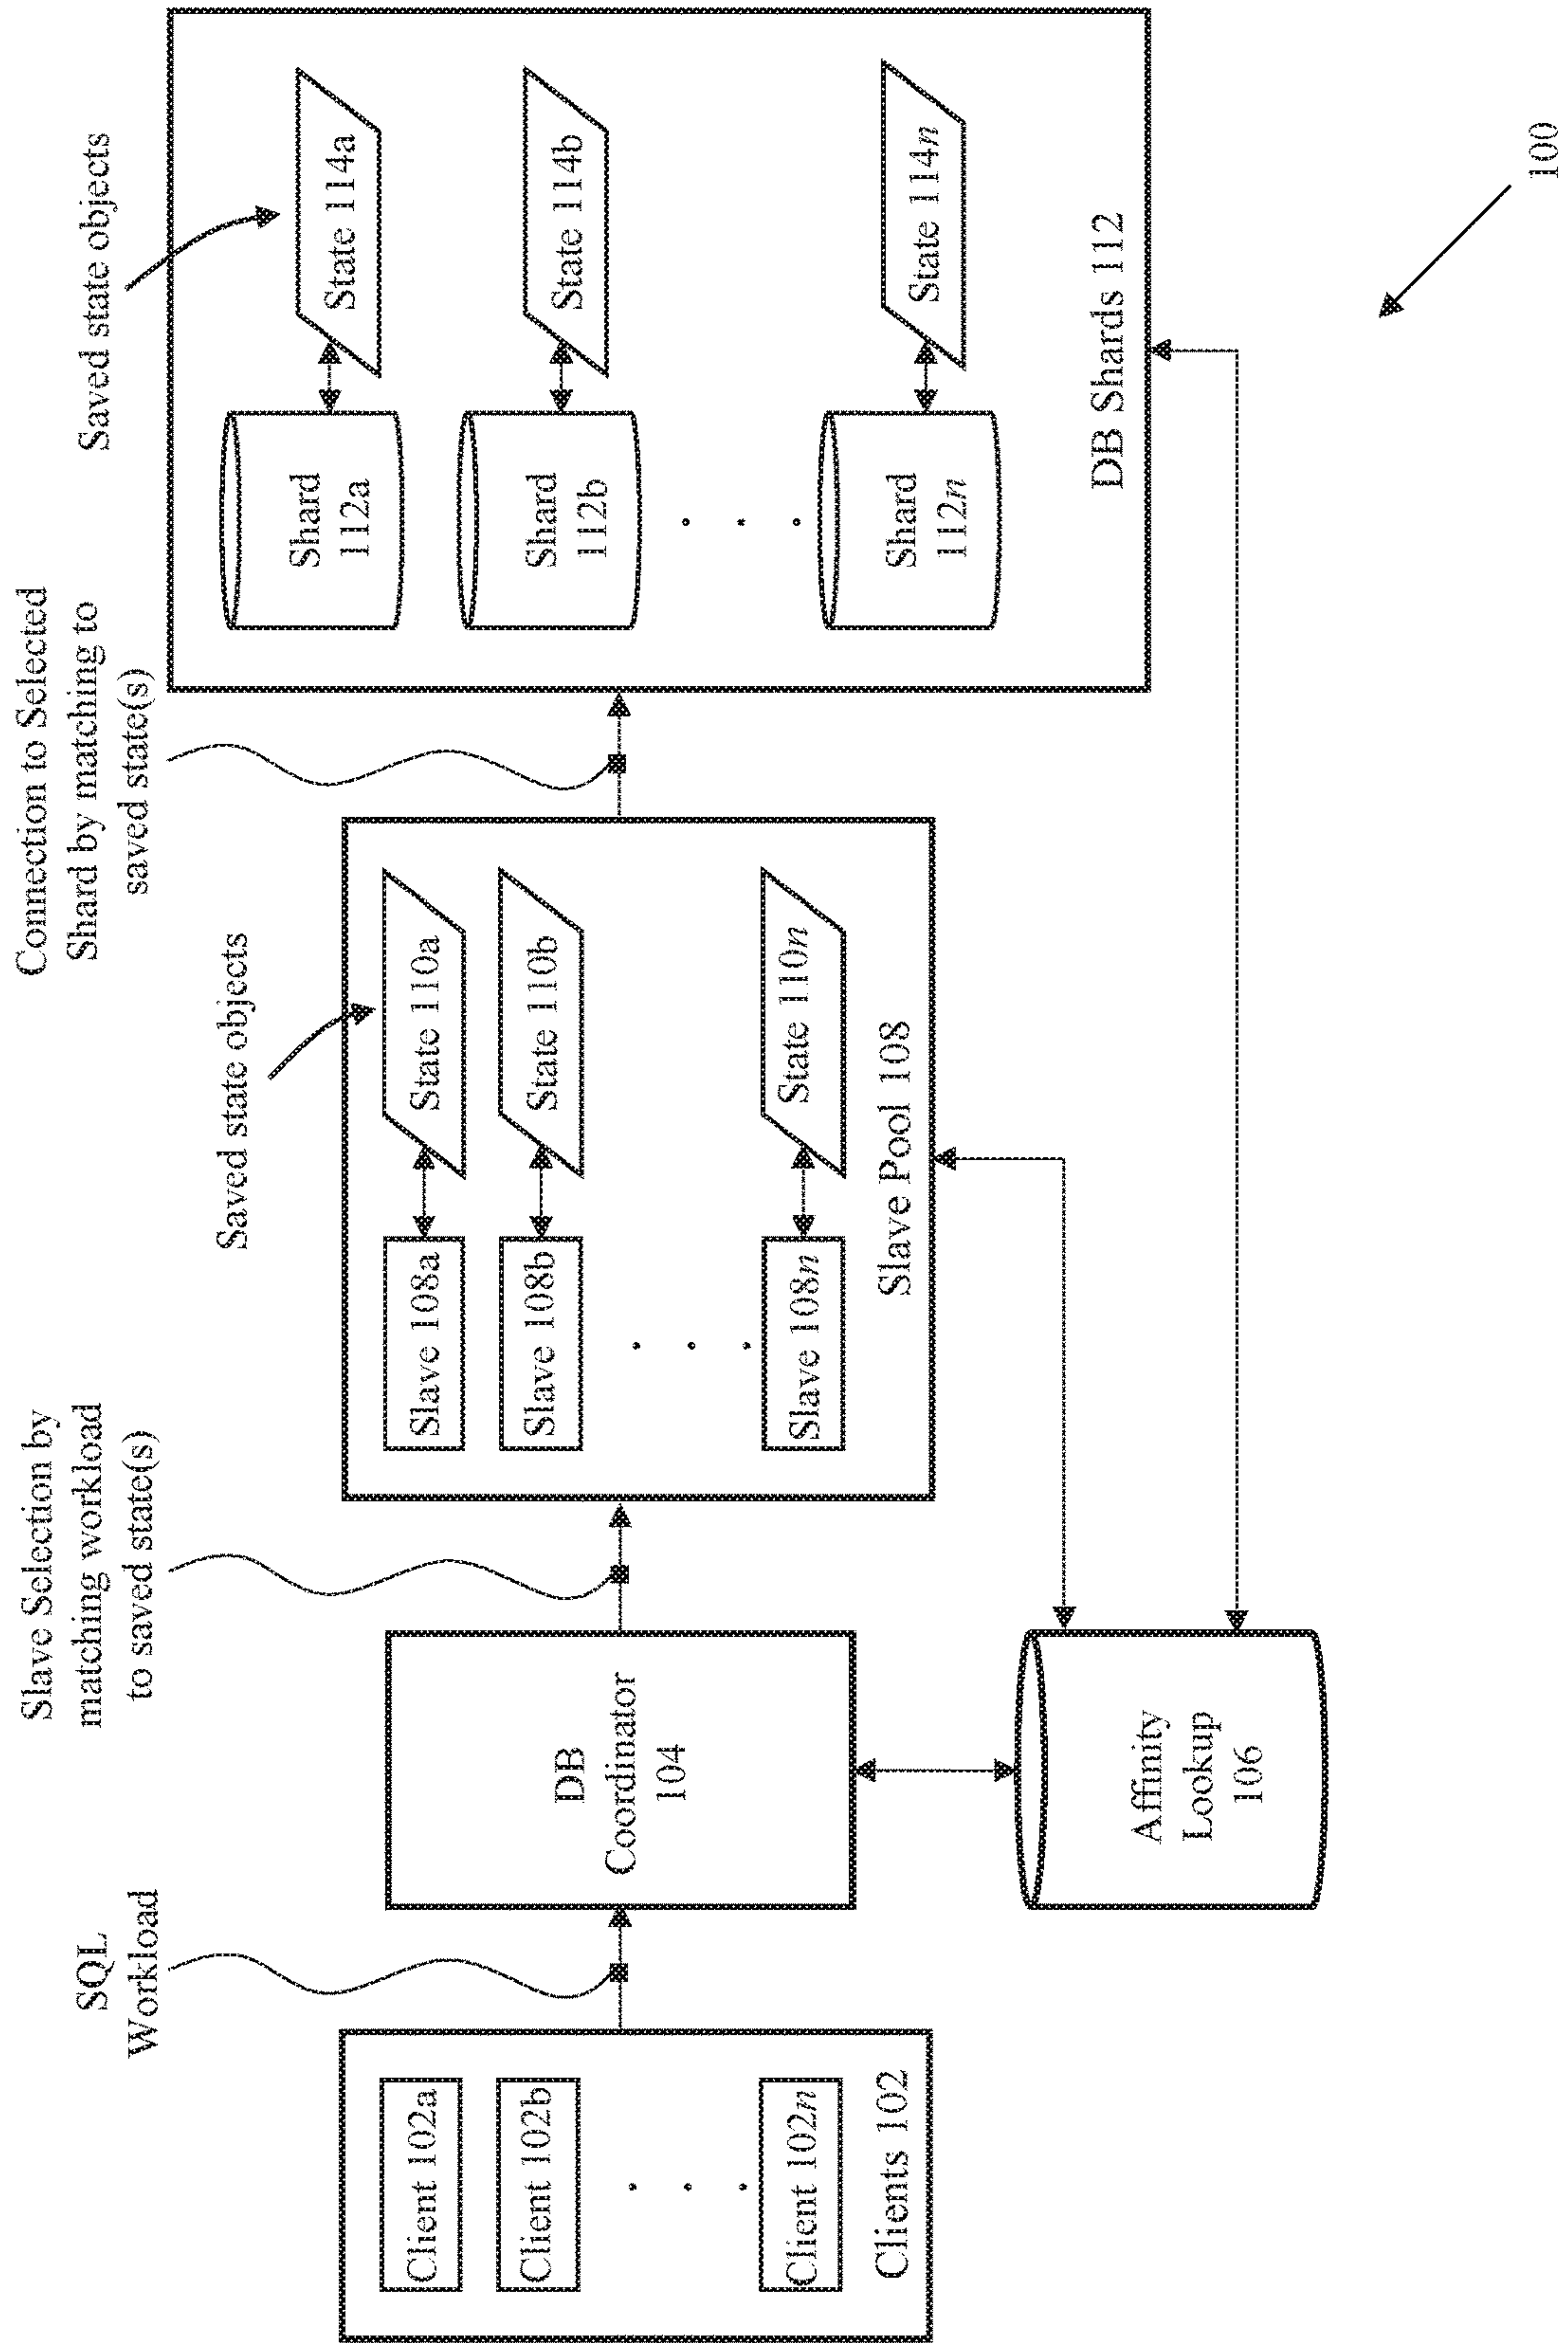 SQL
Workload
Slave Selection by
matching workload
to saved state(s)
Connection to Selected
Shard by matching to
saved state(s)
Saved state objects
Saved state objects
Client 102a
Client 102b
Client 102n
Clients 102
DB
Coordinator
104
Affinity
Lookup
106
Slave 108a
State 110a
Slave 108b
State 110b
Slave 108n
State 110n
Slave Pool 108
Shard
112a
State 114a
Shard
112b
State 114b
Shard
112n
State 114n
DB Shards 112
100